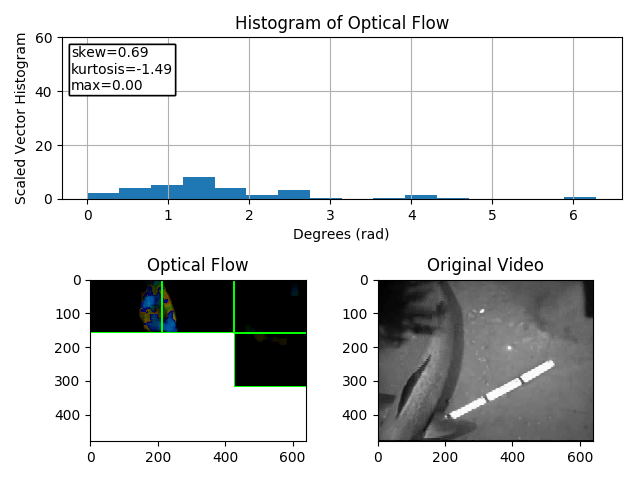 Histogram of Optical Flow
60
40
20
0
Scaled Vector Histogram
skew=0.69
kurtosis=-1.49
max=0.00
0 1 2 3 4 5 6
Degrees (rad)
Optical Flow
0
100
200
300
400
0 200 400 600
Original Video
0
100
200
300
400
0 200 400 600